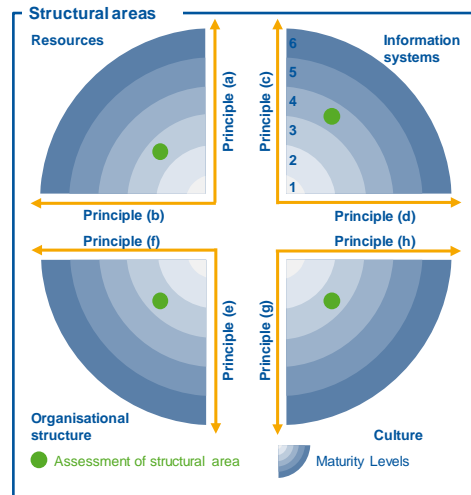 Structural areas
Resources
Information
systems
Principle (a)
Principle (c)
6
5
4
3
2
1
Principle (b)
Principle (d)
Principle (f)
Principle (h)
Principle (e)
Principle (g)
Organisational
structure
Culture
Assessment of structural area
Maturity Levels